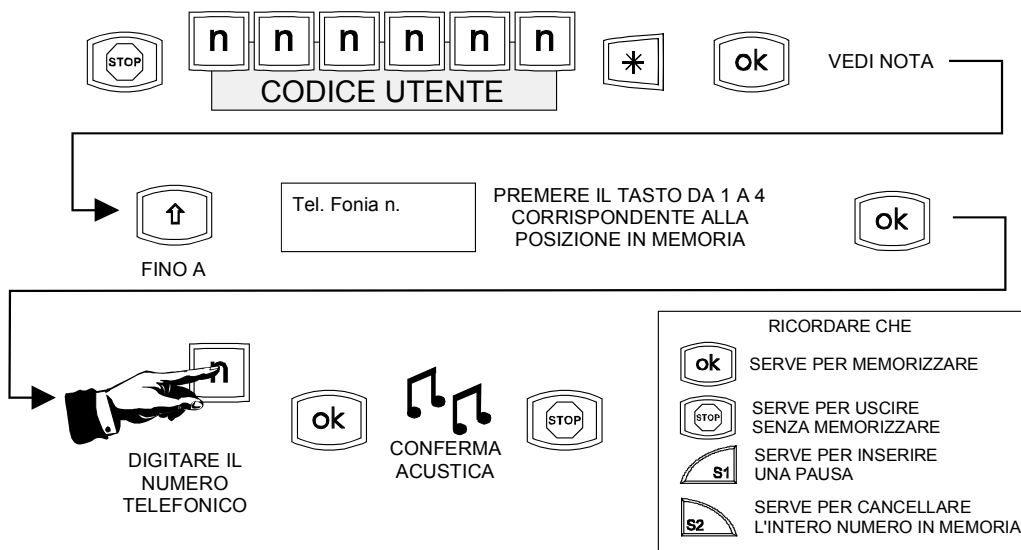 STOP n n n n n n * ok VEDI NOTA
CODICE UTENTE
Tel. Fonia n.
PREMERE IL TASTO DA 1 A 4
CORRISPONDENTE ALLA
POSIZIONE IN MEMORIA
ok
FINO A
n
DIGITARE IL
NUMERO
TELEFONICO
ok
CONFERMA
ACUSTICA
STOP
RICORDARE CHE
ok SERVE PER MEMORIZZARE
STOP SERVE PER USCIRE
SENZA MEMORIZZARE
S1 SERVE PER INSERIRE
UNA PAUSA
S2 SERVE PER CANCELLARE
L'INTERO NUMERO IN MEMORIA